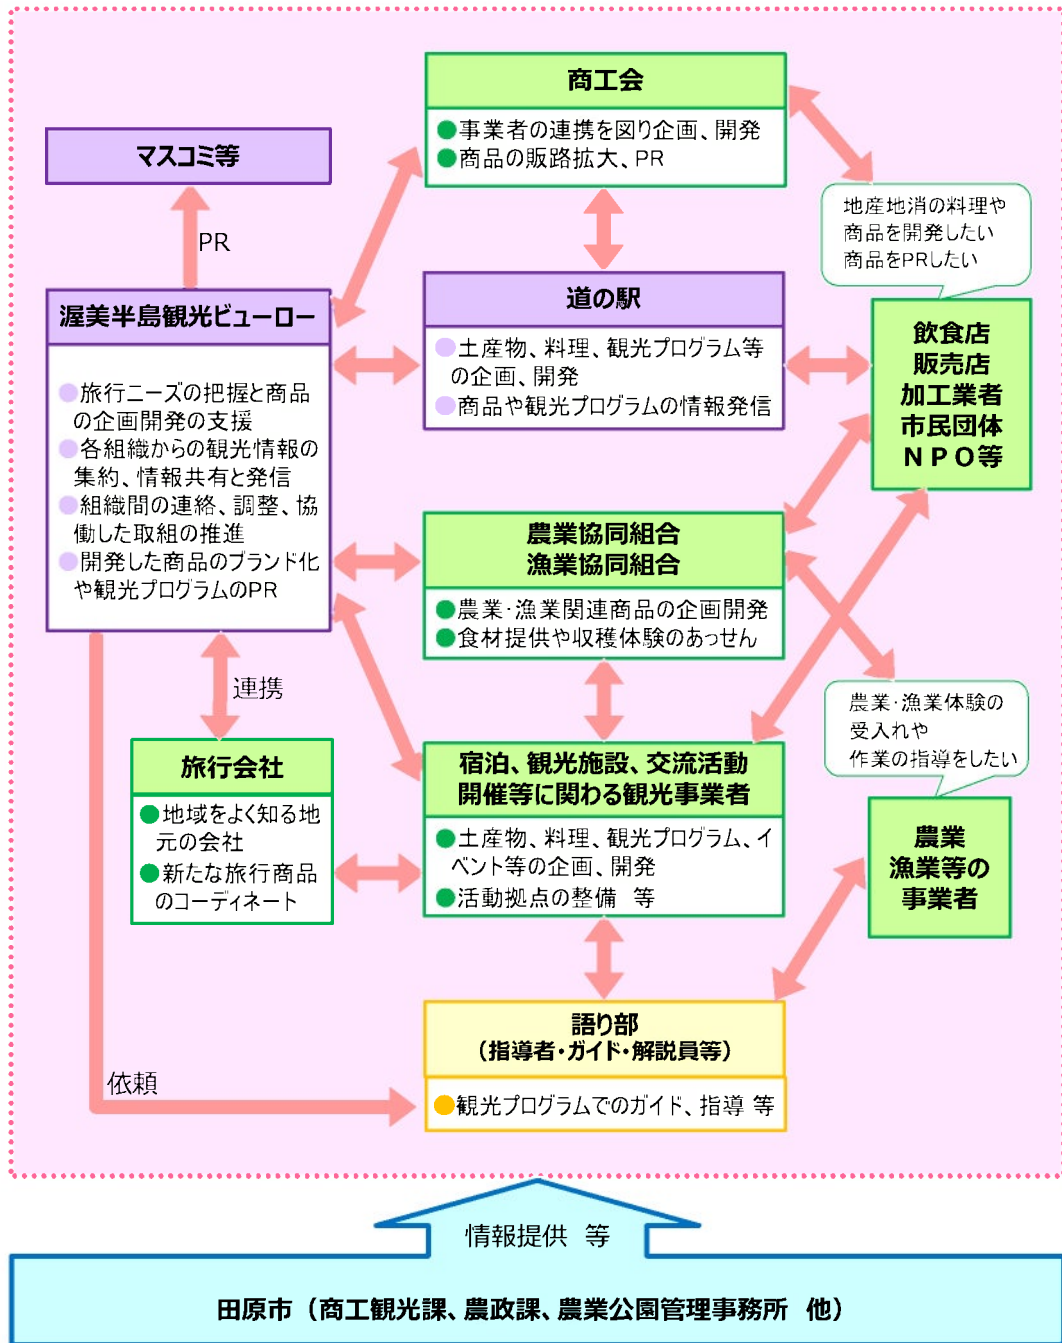 商工会
●事業者の連携を図り企画、開発
●商品の販路拡大、PR
マスコミ等
PR
地産地消の料理や
商品を開発したい
商品をPRしたい
渥美半島観光ビューロー
●旅行ニーズの把握と商品
の企画開発の支援
●各組織からの観光情報の
集約、情報共有と発信
●組織間の連絡、調整、協
働した取組の推進
●開発した商品のブランド化
や観光プログラムのPR
道の駅
●土産物、料理、観光プログラム等
の企画、開発
●商品や観光プログラムの情報発信
飲食店
販売店
加工業者
市民団体
ＮＰＯ等
農業協同組合
漁業協同組合
●農業・漁業関連商品の企画開発
●食材提供や収穫体験のあっせん
連携
農業・漁業体験の
受入れや
作業の指導をしたい
旅行会社
●地域をよく知る地
元の会社
●新たな旅行商品
のコーディネート
宿泊、観光施設、交流活動
開催等に関わる観光事業者
●土産物、料理、観光プログラム、イ
ベント等の企画、開発
●活動拠点の整備 等
農業
漁業等の
事業者
語り部
（指導者・ガイド・解説員等）
●観光プログラムでのガイド、指導 等
依頼
情報提供 等
田原市（商工観光課、農政課、農業公園管理事務所 他）